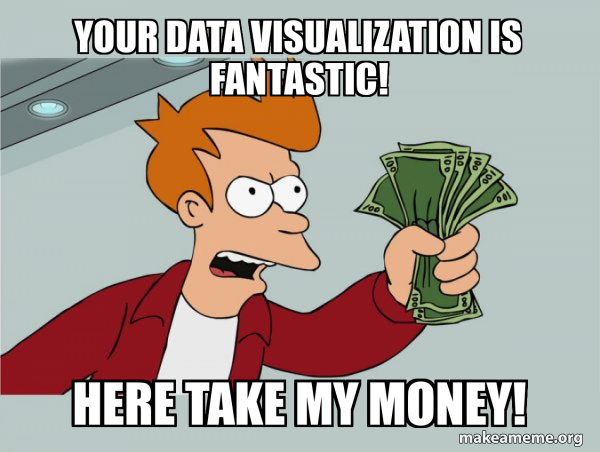 YOUR DATA VISUALIZATION IS
FANTASTIC!
HERE TAKE MY MONEY!
makeameme.org